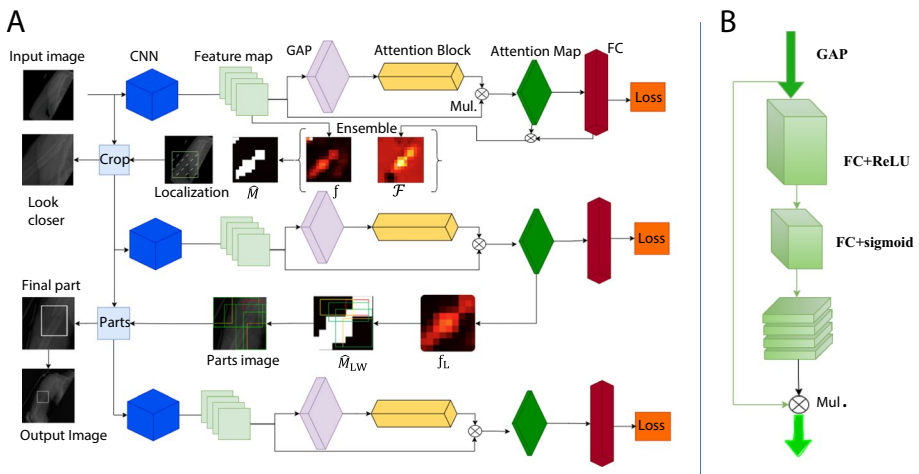 A
B
Input image
CNN
Feature map
GAP
Attention Block
Attention Map
FC
Mul.
Loss
Ensemble
Crop
Localization
M̂
f
ℱ
Look
closer
Loss
Final part
Parts
Parts image
M̂LW
fL
Output Image
Loss
GAP
FC+ReLU
FC+sigmoid
Mul.